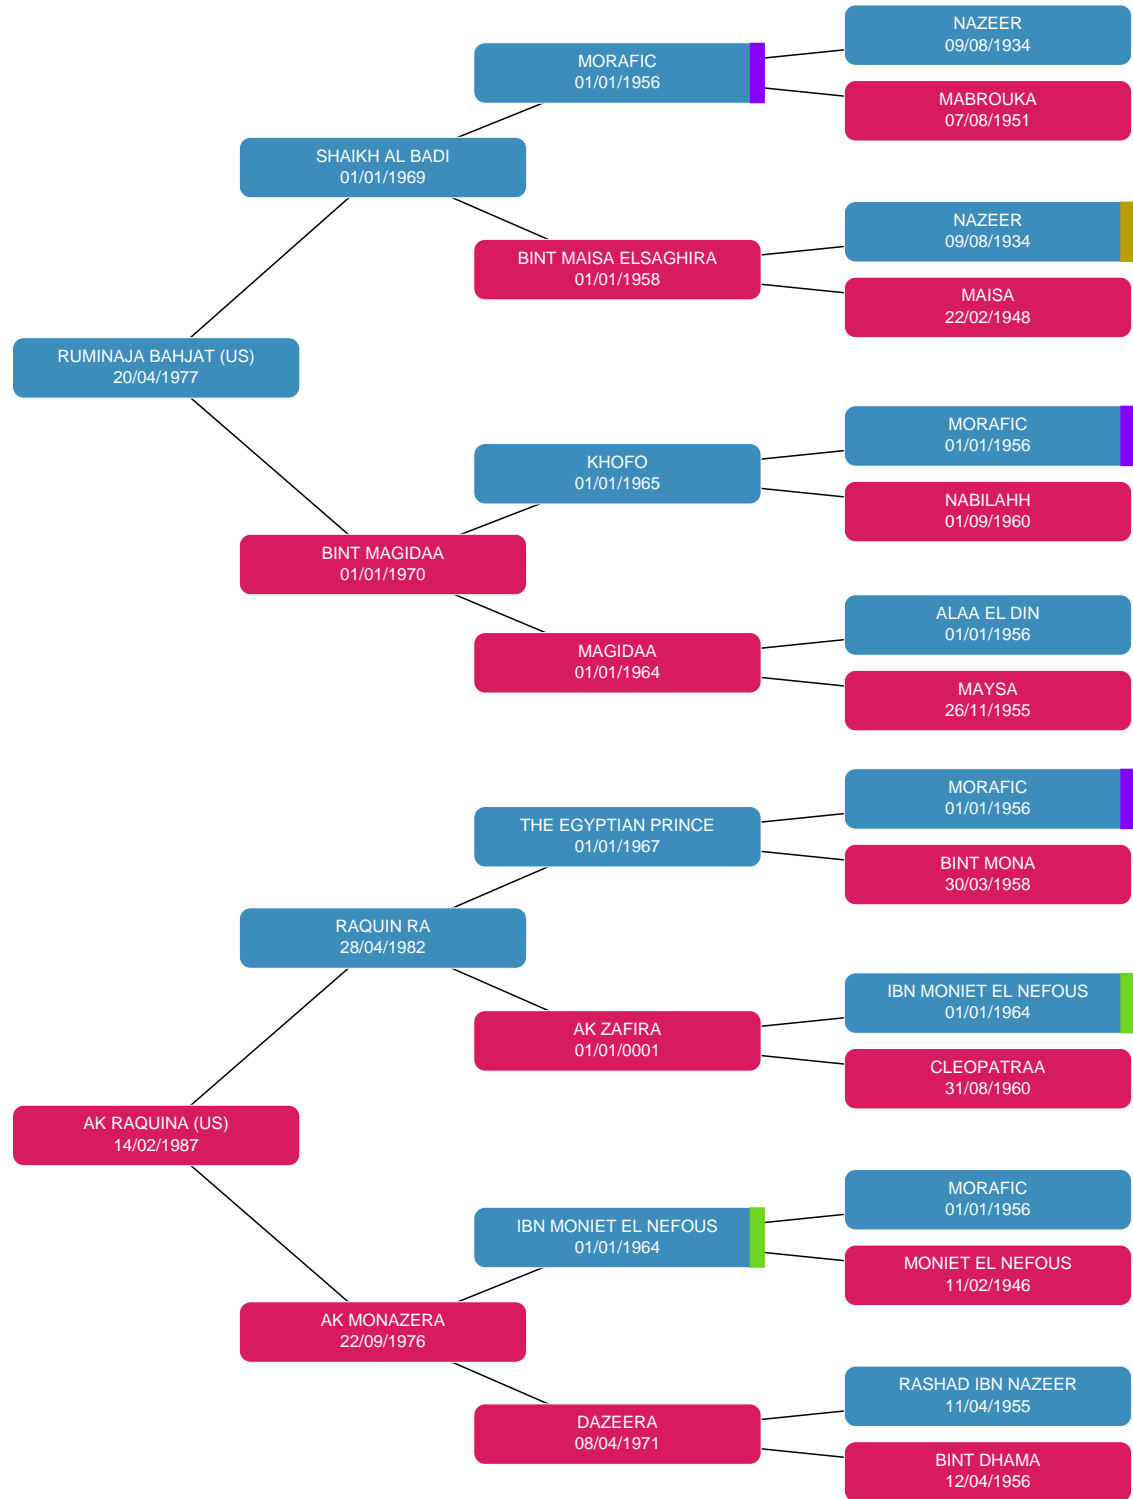 NAZEER
09/08/1934
MORAFIC
01/01/1956
MABROUKA
07/08/1951
SHAIKH AL BADI
01/01/1969
NAZEER
09/08/1934
BINT MAISA ELSAGHIRA
01/01/1958
MAISA
22/02/1948
RUMINAJA BAHJAT (US)
20/04/1977
MORAFIC
01/01/1956
KHOFO
01/01/1965
NABILAHH
01/09/1960
BINT MAGIDAA
01/01/1970
ALAA EL DIN
01/01/1956
MAGIDAA
01/01/1964
MAYSA
26/11/1955
MORAFIC
01/01/1956
THE EGYPTIAN PRINCE
01/01/1967
BINT MONA
30/03/1958
RAQUIN RA
28/04/1982
IBN MONIET EL NEFOUS
01/01/1964
AK ZAFIRA
01/01/0001
CLEOPATRAA
31/08/1960
AK RAQUINA (US)
14/02/1987
MORAFIC
01/01/1956
IBN MONIET EL NEFOUS
01/01/1964
MONIET EL NEFOUS
11/02/1946
AK MONAZERA
22/09/1976
RASHAD IBN NAZEER
11/04/1955
DAZEERA
08/04/1971
BINT DHAMA
12/04/1956